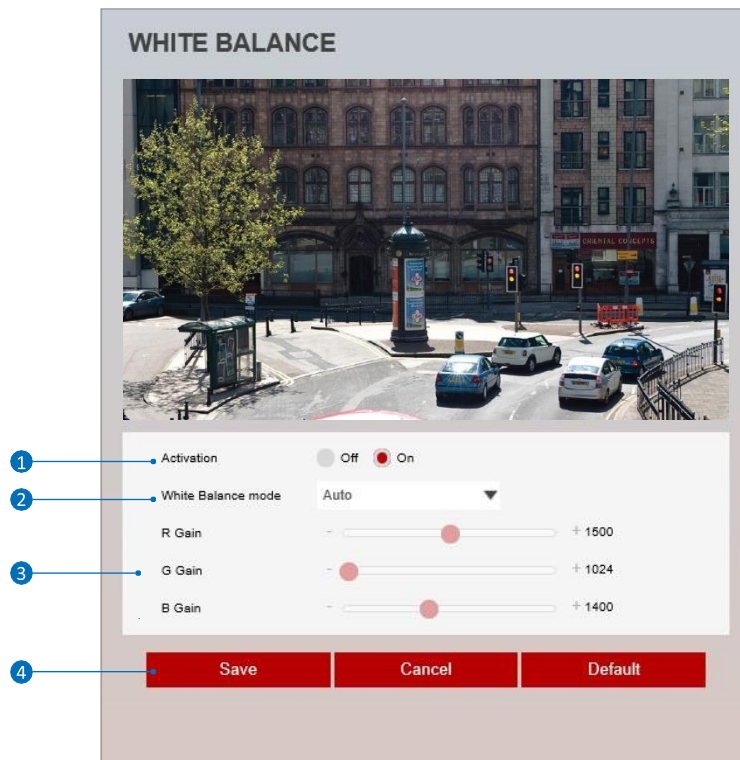 WHITE BALANCE
ORIENTAL CONCEPTS
1 Activation Off On
2 White Balance mode Auto
R Gain - + 1500
3 G Gain - + 1024
B Gain - + 1400
4 Save Cancel Default